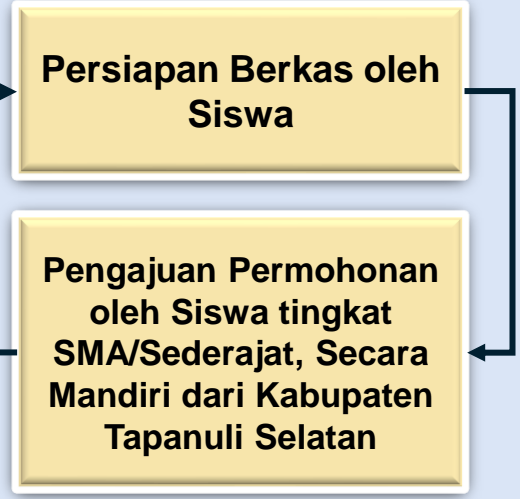 Persiapan Berkas oleh
Siswa
Pengajuan Permohonan
oleh Siswa tingkat
SMA/Sederajat, Secara
Mandiri dari Kabupaten
Tapanuli Selatan